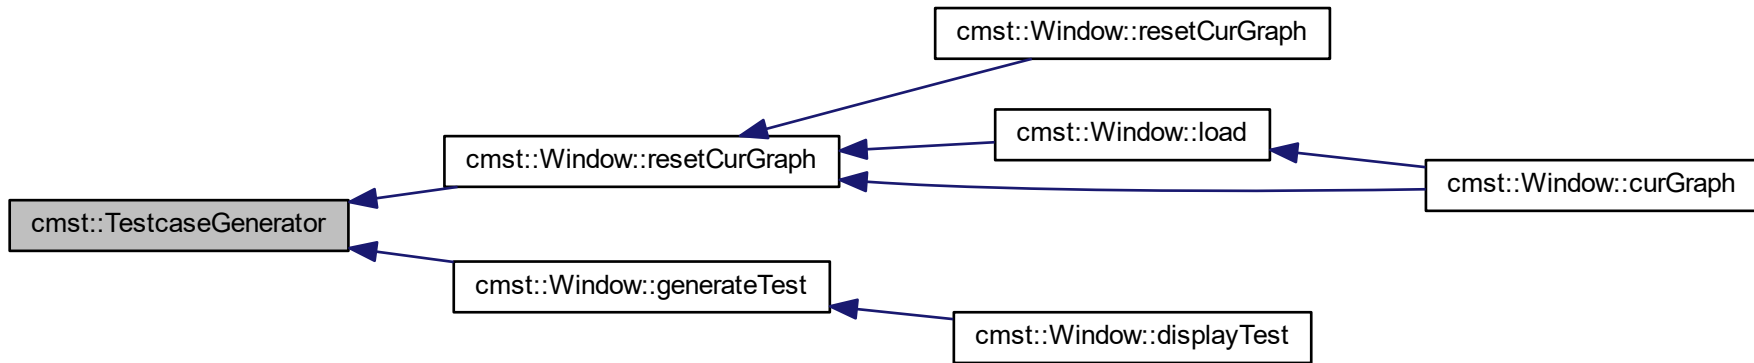 cmst::Window::resetCurGraph
cmst::Window::load
cmst::Window::resetCurGraph
cmst::Window::curGraph
cmst::TestcaseGenerator
cmst::Window::generateTest
cmst::Window::displayTest